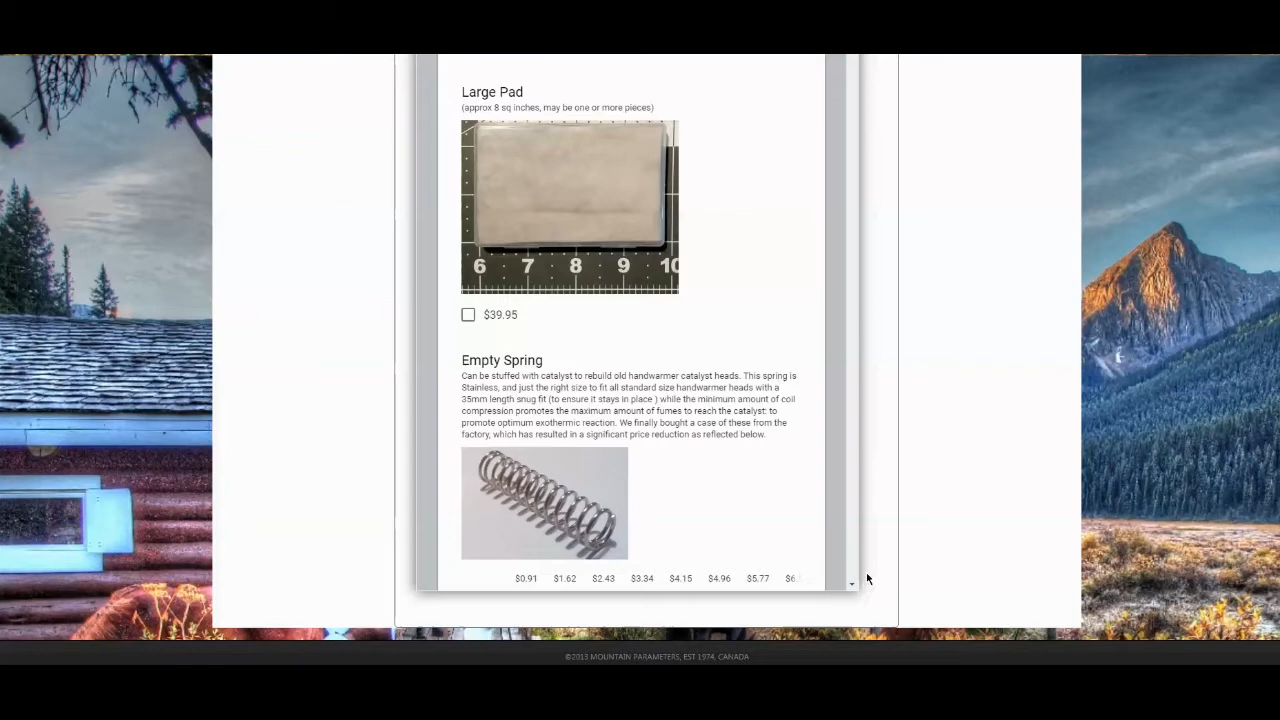 Large Pad
(approx 8 sq inches, may be one or more pieces)
6 7 8 9 10
$39.95
Empty Spring
Can be stuffed with catalyst to rebuild old handwarmer catalyst heads. This spring is
Stainless, and just the right size to fit all standard size handwarmer heads with a
35mm length snug fit (to ensure it stays in place ) while the minimum amount of coil
compression promotes the maximum amount of fumes to reach the catalyst: to
promote optimum exothermic reaction. We finally bought a case of these from the
factory, which has resulted in a significant price reduction as reflected below.
$0.91 $1.62 $2.43 $3.34 $4.15 $4.96 $5.77
©2013 MOUNTAIN PARAMETERS, EST 1974, CANADA